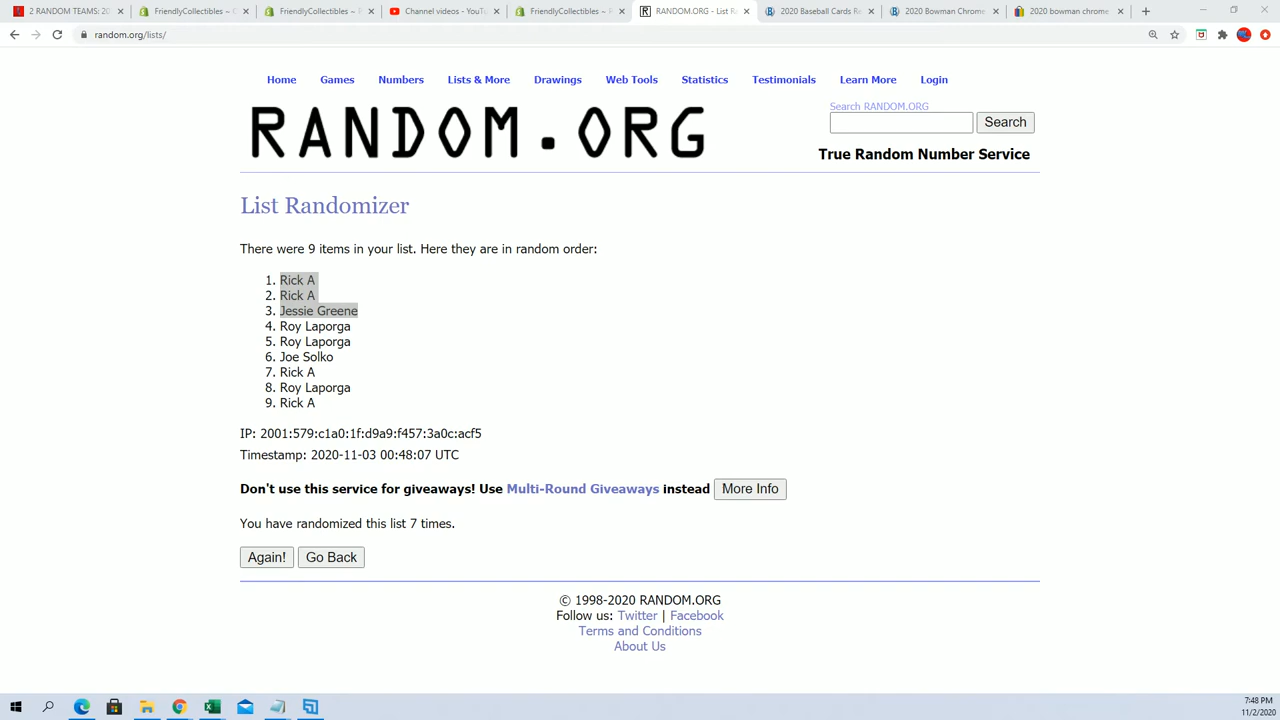 2 RANDOM TEAMS: 20
FriendlyCollectibles ~
FriendlyCollectibles ~
Channel videos - YouTu
FriendlyCollectibles ~
RANDOM.ORG - List R
2020 Baseball Cards Re
2020 Bowman Chrome
2020 bowman chrome
random.org/lists/
Home Games Numbers Lists & More Drawings Web Tools Statistics Testimonials Learn More Login
RANDOM.ORG
Search RANDOM.ORG
Search
True Random Number Service
List Randomizer
There were 9 items in your list. Here they are in random order:
1. Rick A
2. Rick A
3. Jessie Greene
4. Roy Laporga
5. Roy Laporga
6. Joe Solko
7. Rick A
8. Roy Laporga
9. Rick A
IP: 2001:579:c1a0:1f:d9a9:f457:3a0c:acf5
Timestamp: 2020-11-03 00:48:07 UTC
Don't use this service for giveaways! Use Multi-Round Giveaways instead More Info
You have randomized this list 7 times.
Again! Go Back
© 1998-2020 RANDOM.ORG
Follow us: Twitter | Facebook
Terms and Conditions
About Us
7:48 PM
11/2/2020